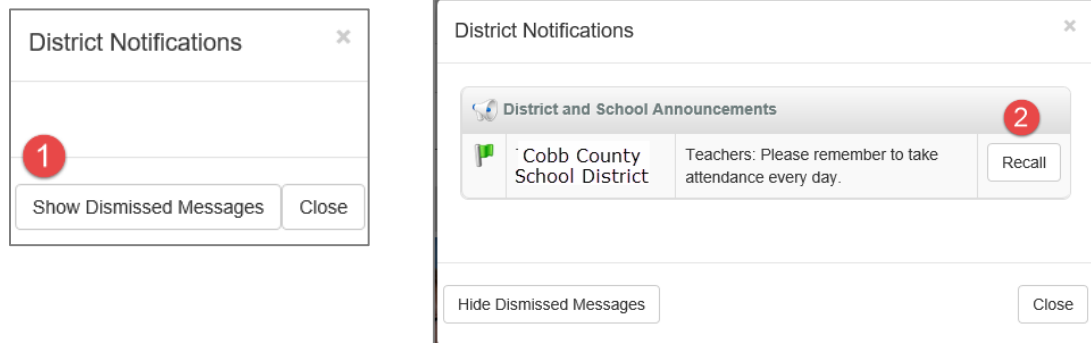 District Notifications ×
1
Show Dismissed Messages Close
District Notifications ×
District and School Announcements
2
Cobb County
School District
Teachers: Please remember to take
attendance every day.
Recall
Hide Dismissed Messages Close